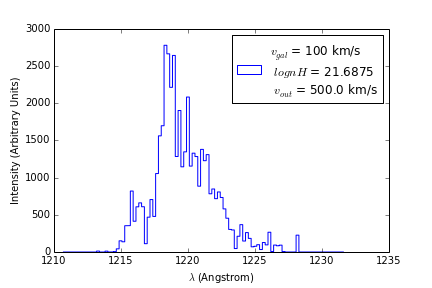 3000
2500
2000
1500
1000
500
0
Intensity (Arbitrary Units)
v_gal = 100 km/s
lognH = 21.6875
v_out = 500.0 km/s
1210 1215 1220 1225 1230 1235
λ (Angstrom)